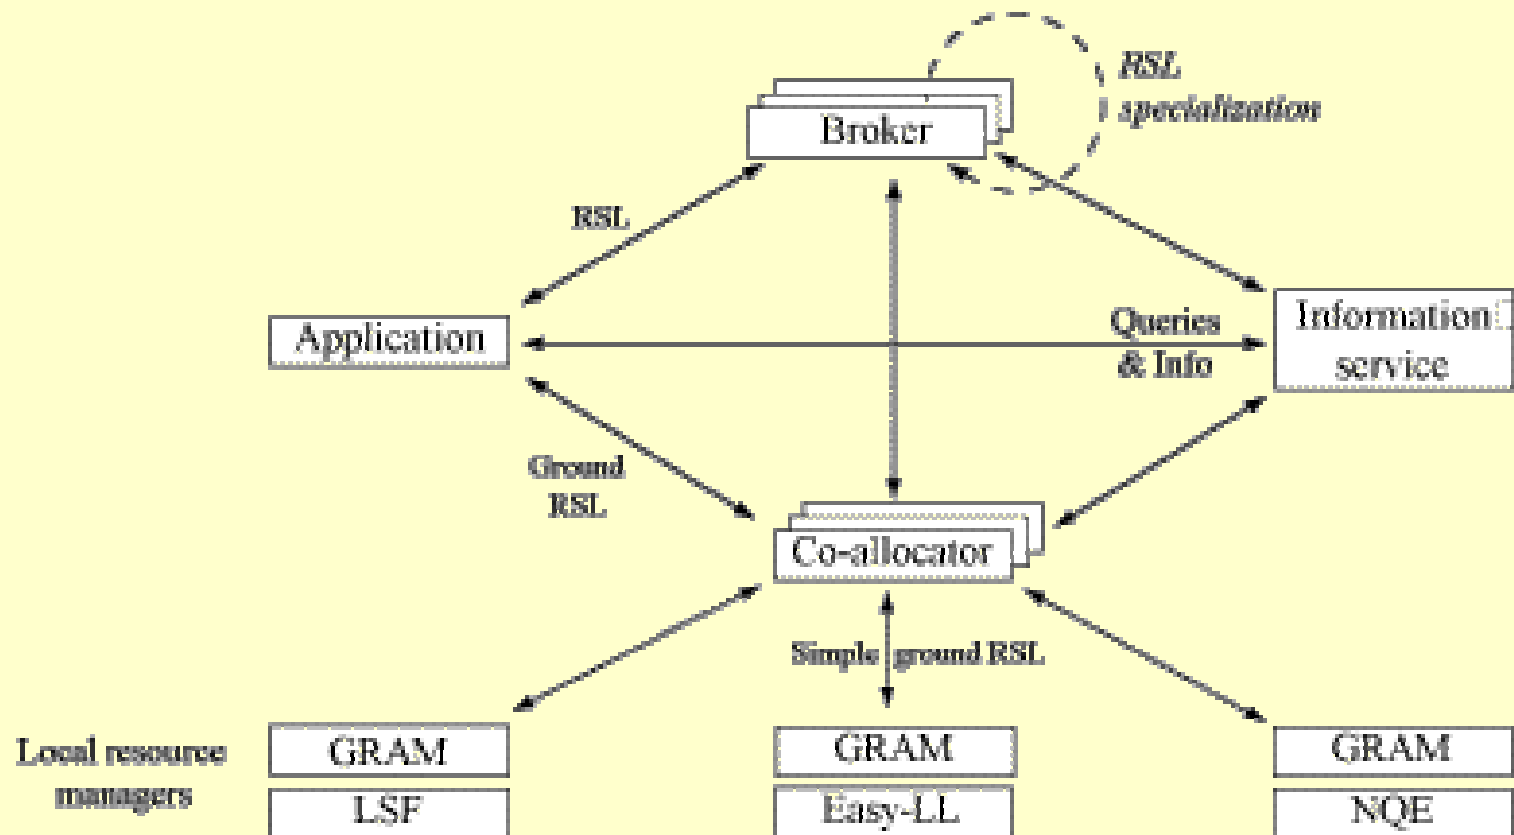 RSL
specialization
Broker
RSL
Application
Queries
& Info
Information
service
Ground
RSL
Co-allocator
Simple ground RSL
Local resource
managers
GRAM
GRAM
GRAM
LSF
Easy-LL
NQE